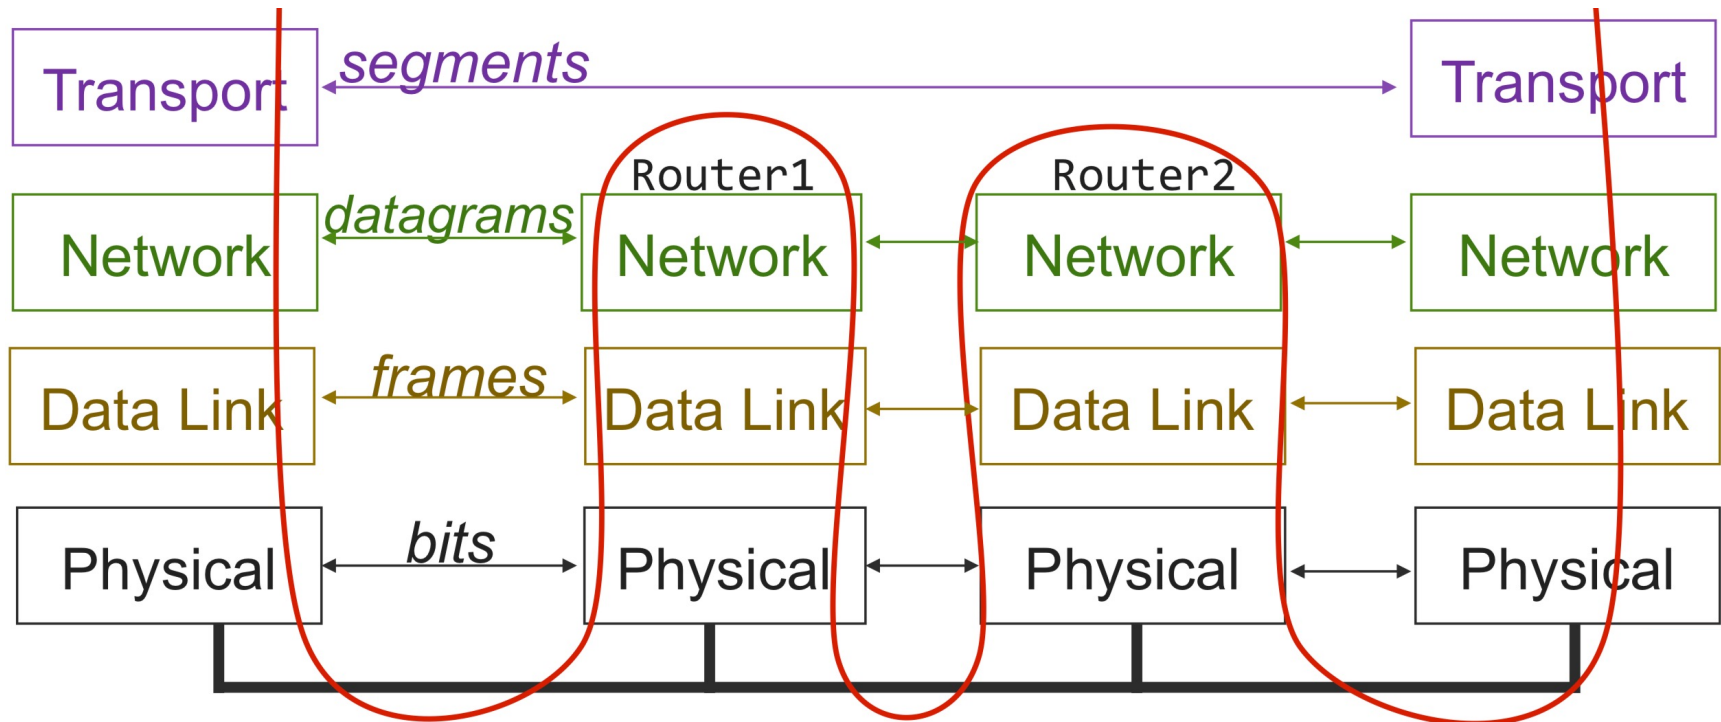 segments
Transport
Transport
Router1
Router2
datagrams
Network
Network
Network
Network
frames
Data Link
Data Link
Data Link
Data Link
bits
Physical
Physical
Physical
Physical